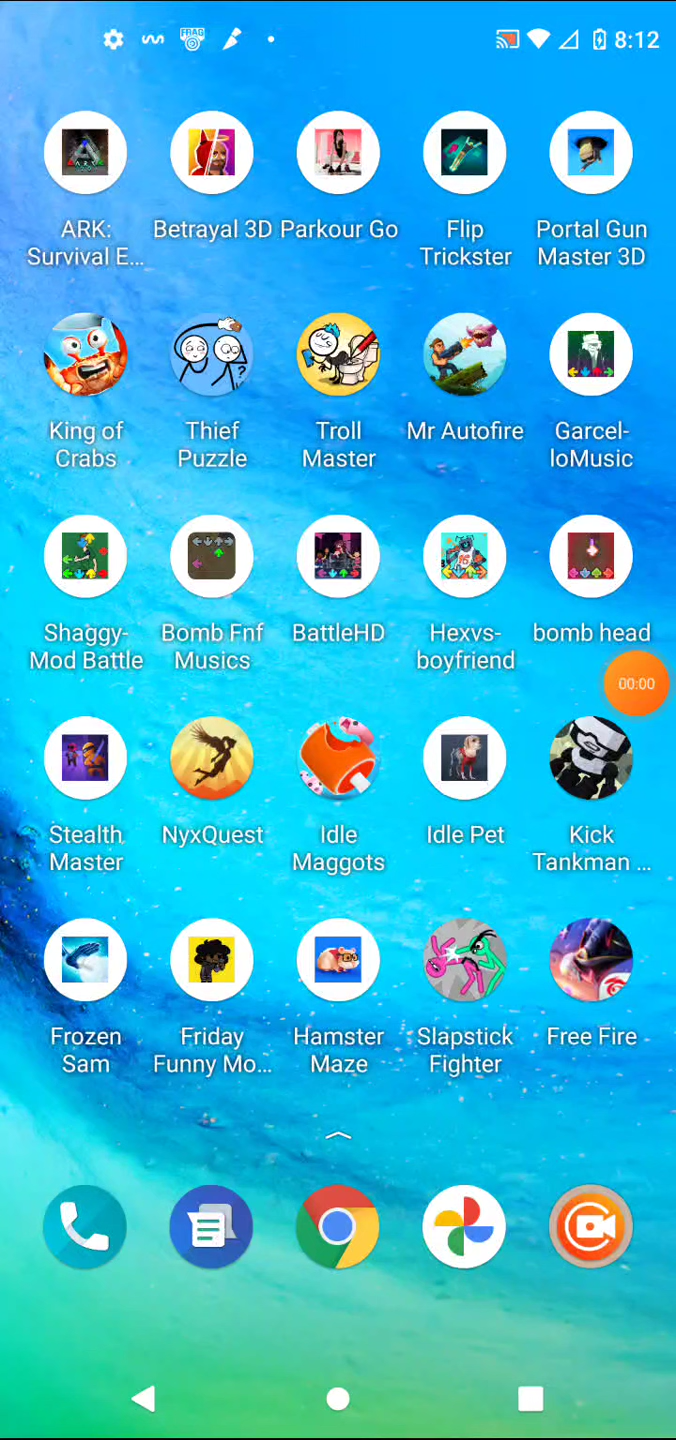 FRAG
8:12
ARK:
Survival E...
Betrayal 3D
Parkour Go
Flip
Trickster
Portal Gun
Master 3D
King of
Crabs
Thief
Puzzle
Troll
Master
Mr Autofire
Garcel-
loMusic
Shaggy-
Mod Battle
Bomb Fnf
Musics
BattleHD
Hexvs-
boyfriend
bomb head
00:00
Stealth
Master
NyxQuest
Idle
Maggots
Idle Pet
Kick
Tankman ...
Frozen
Sam
Friday
Funny Mo...
Hamster
Maze
Slapstick
Fighter
Free Fire